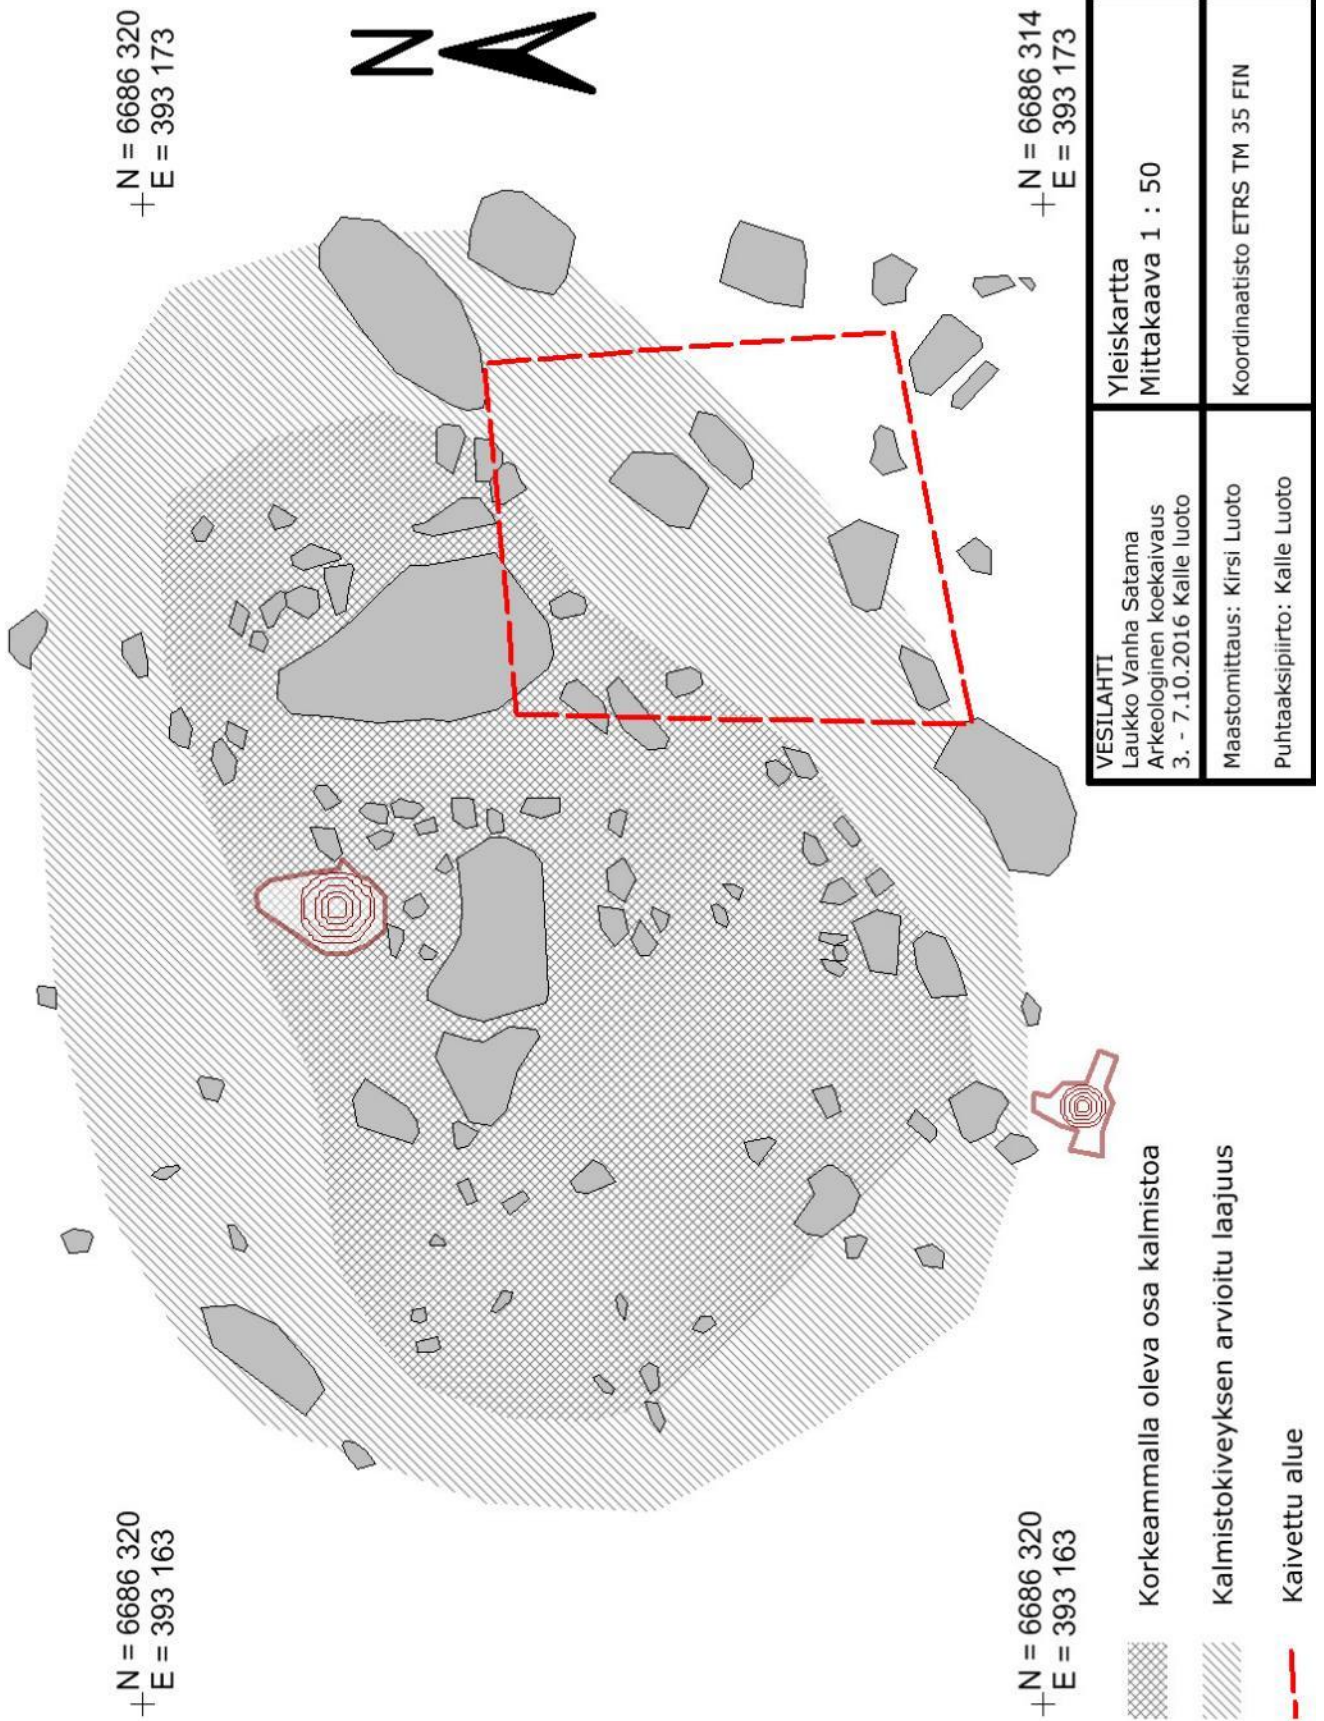 N = 6686 320
E = 393 163
N = 6686 320
E = 393 173
N
N = 6686 320
E = 393 163
N = 6686 314
E = 393 173
Korkeammalla oleva osa kalmistoa
Kalmistokiveyksen arvioitu laajuus
Kaivettu alue
VESILAHTI
Laukko Vanha Satama
Arkeologinen koekaivaus
3. - 7.10.2016 Kalle luoto
Yleiskartta
Mittakaava 1 : 50
Maastomittaus: Kirsi Luoto
Puhtaaksipiirto: Kalle Luoto
Koordinaatisto ETRS TM 35 FIN